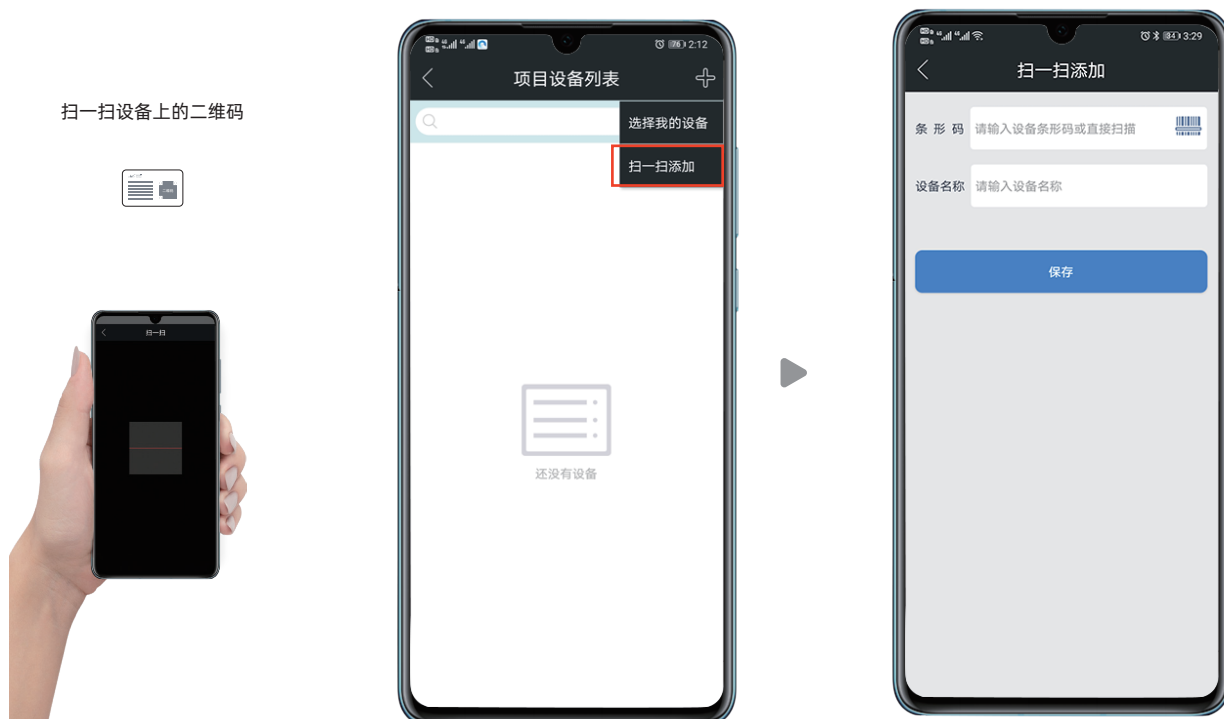 扫一扫设备上的二维码
扫一扫
2:12
项目设备列表
选择我的设备
扫一扫添加
还没有设备
3:29
扫一扫添加
条形码 请输入设备条形码或直接扫描
设备名称 请输入设备名称
保存